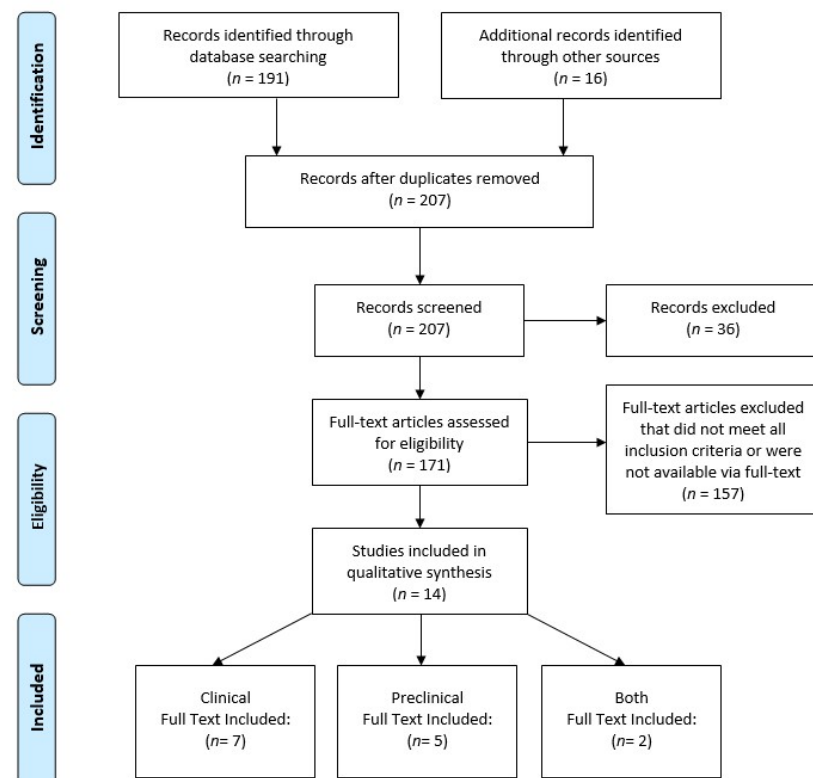 Identification
Records identified through
database searching
(n = 191)
Additional records identified
through other sources
(n = 16)
Records after duplicates removed
(n = 207)
Screening
Records screened
(n = 207)
Records excluded
(n = 36)
Eligibility
Full-text articles assessed
for eligibility
(n = 171)
Full-text articles excluded
that did not meet all
inclusion criteria or were
not available via full-text
(n = 157)
Studies included in
qualitative synthesis
(n = 14)
Included
Clinical
Full Text Included:
(n= 7)
Preclinical
Full Text Included:
(n= 5)
Both
Full Text Included:
(n= 2)